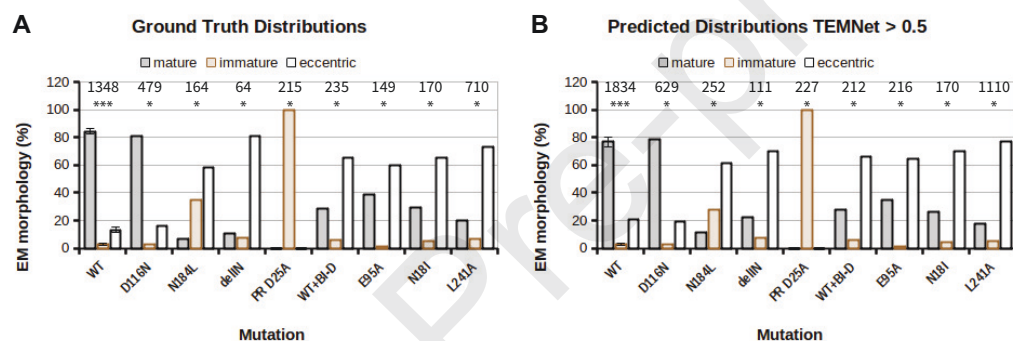 A
Ground Truth Distributions
mature immature eccentric
120
100
80
60
40
20
0
EM morphology (%)
1348 479 164 64 215 235 149 170 710
*** * * * * * * * *
WT D116N N184L delIN PR D25A WT+BI-D E95A N18I L241A
Mutation
B
Predicted Distributions TEMNet > 0.5
mature immature eccentric
120
100
80
60
40
20
0
EM morphology (%)
1834 629 252 111 227 212 216 170 1110
*** * * * * * * * *
WT D116N N184L delIN PR D25A WT+BI-D E95A N18I L241A
Mutation
Pre-p